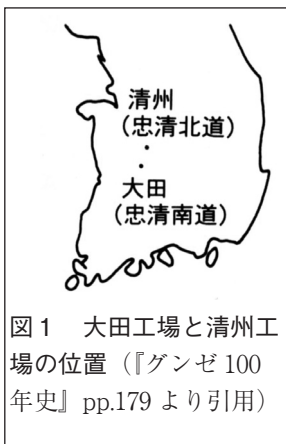 清州
(忠清北道)
・
・
大田
(忠清南道)
図1 大田工場と清州工
場の位置(『グンゼ100
年史』pp.179より引用)